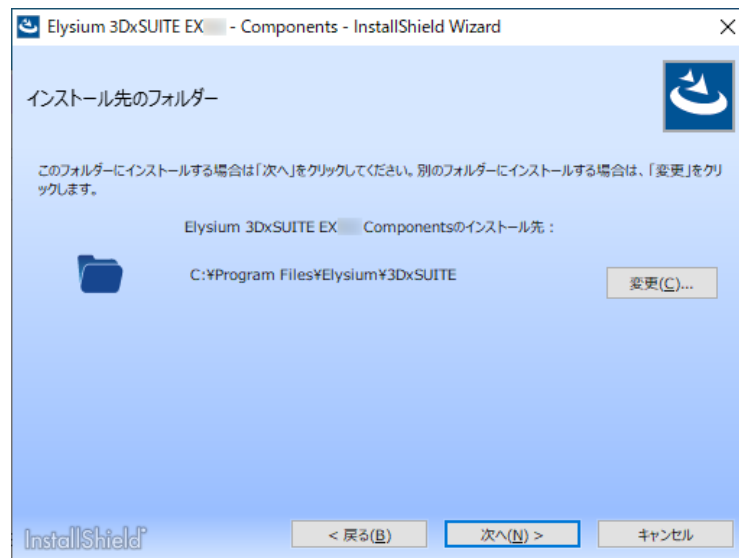 Elysium 3DxSUITE EX - Components - InstallShield Wizard
インストール先のフォルダー
このフォルダーにインストールする場合は「次へ」をクリックしてください。別のフォルダーにインストールする場合は、「変更」をクリ
ックします。
Elysium 3DxSUITE EX Componentsのインストール先 :
C:¥Program Files¥Elysium¥3DxSUITE
変更(C)...
InstallShield
< 戻る(B)
次へ(N) >
キャンセル